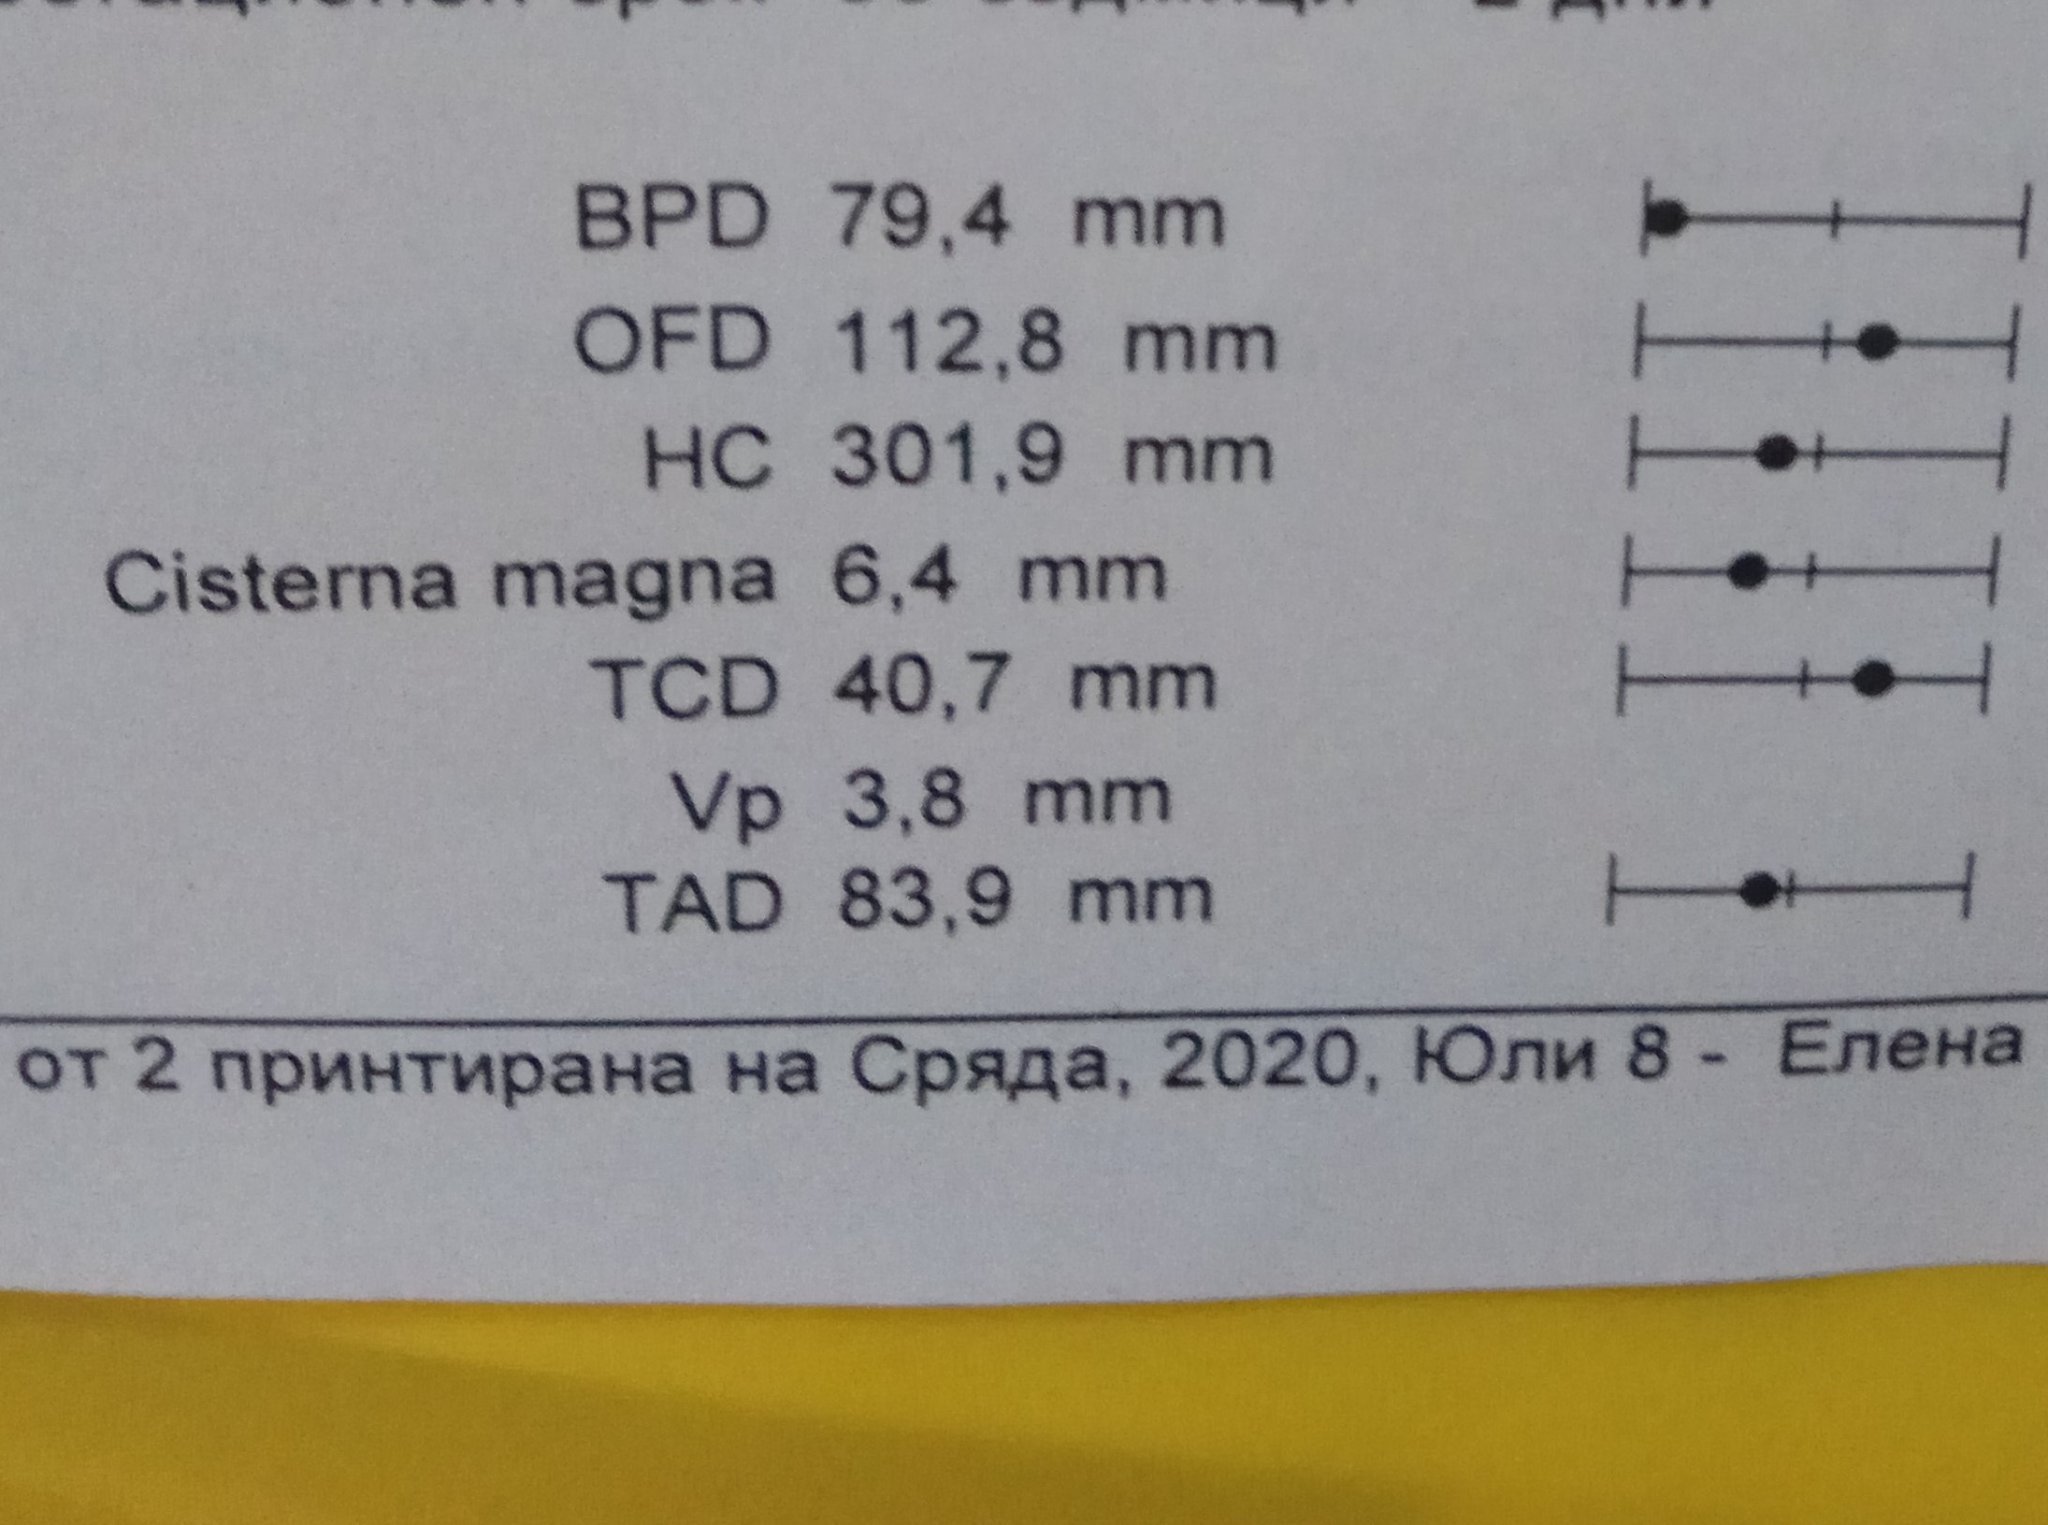 BPD 79,4 mm
OFD 112,8 mm
HC 301,9 mm
Cisterna magna 6,4 mm
TCD 40,7 mm
Vp 3,8 mm
TAD 83,9 mm
от 2 принтирана на Сряда, 2020, Юли 8 - Елена